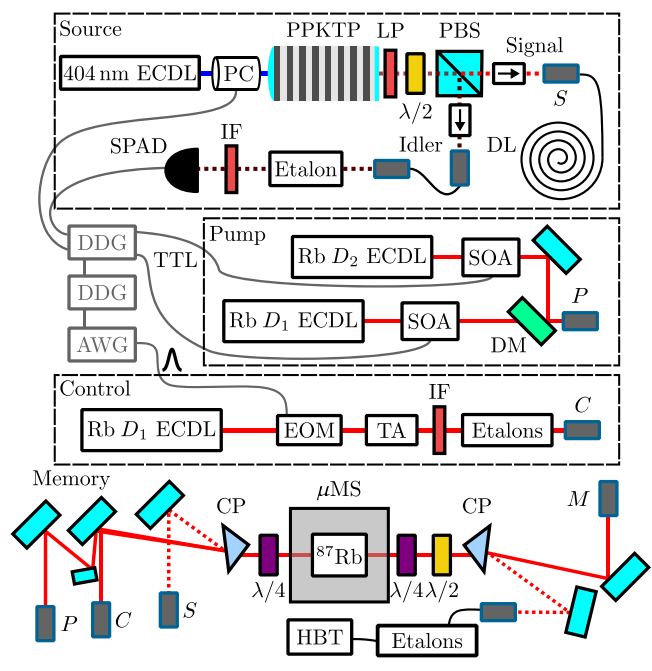 Source
PPKTP
LP
PBS
Signal
404 nm ECDL
PC
λ/2
S
SPAD
IF
Idler
DL
Etalon
DDG
TTL
Pump
Rb D₂ ECDL
SOA
DDG
P
Rb D₁ ECDL
SOA
AWG
DM
Control
IF
C
Rb D₁ ECDL
EOM
TA
Etalons
Memory
μMS
CP
CP
M
⁸⁷Rb
λ/4
λ/4
λ/2
P
C
S
HBT
Etalons